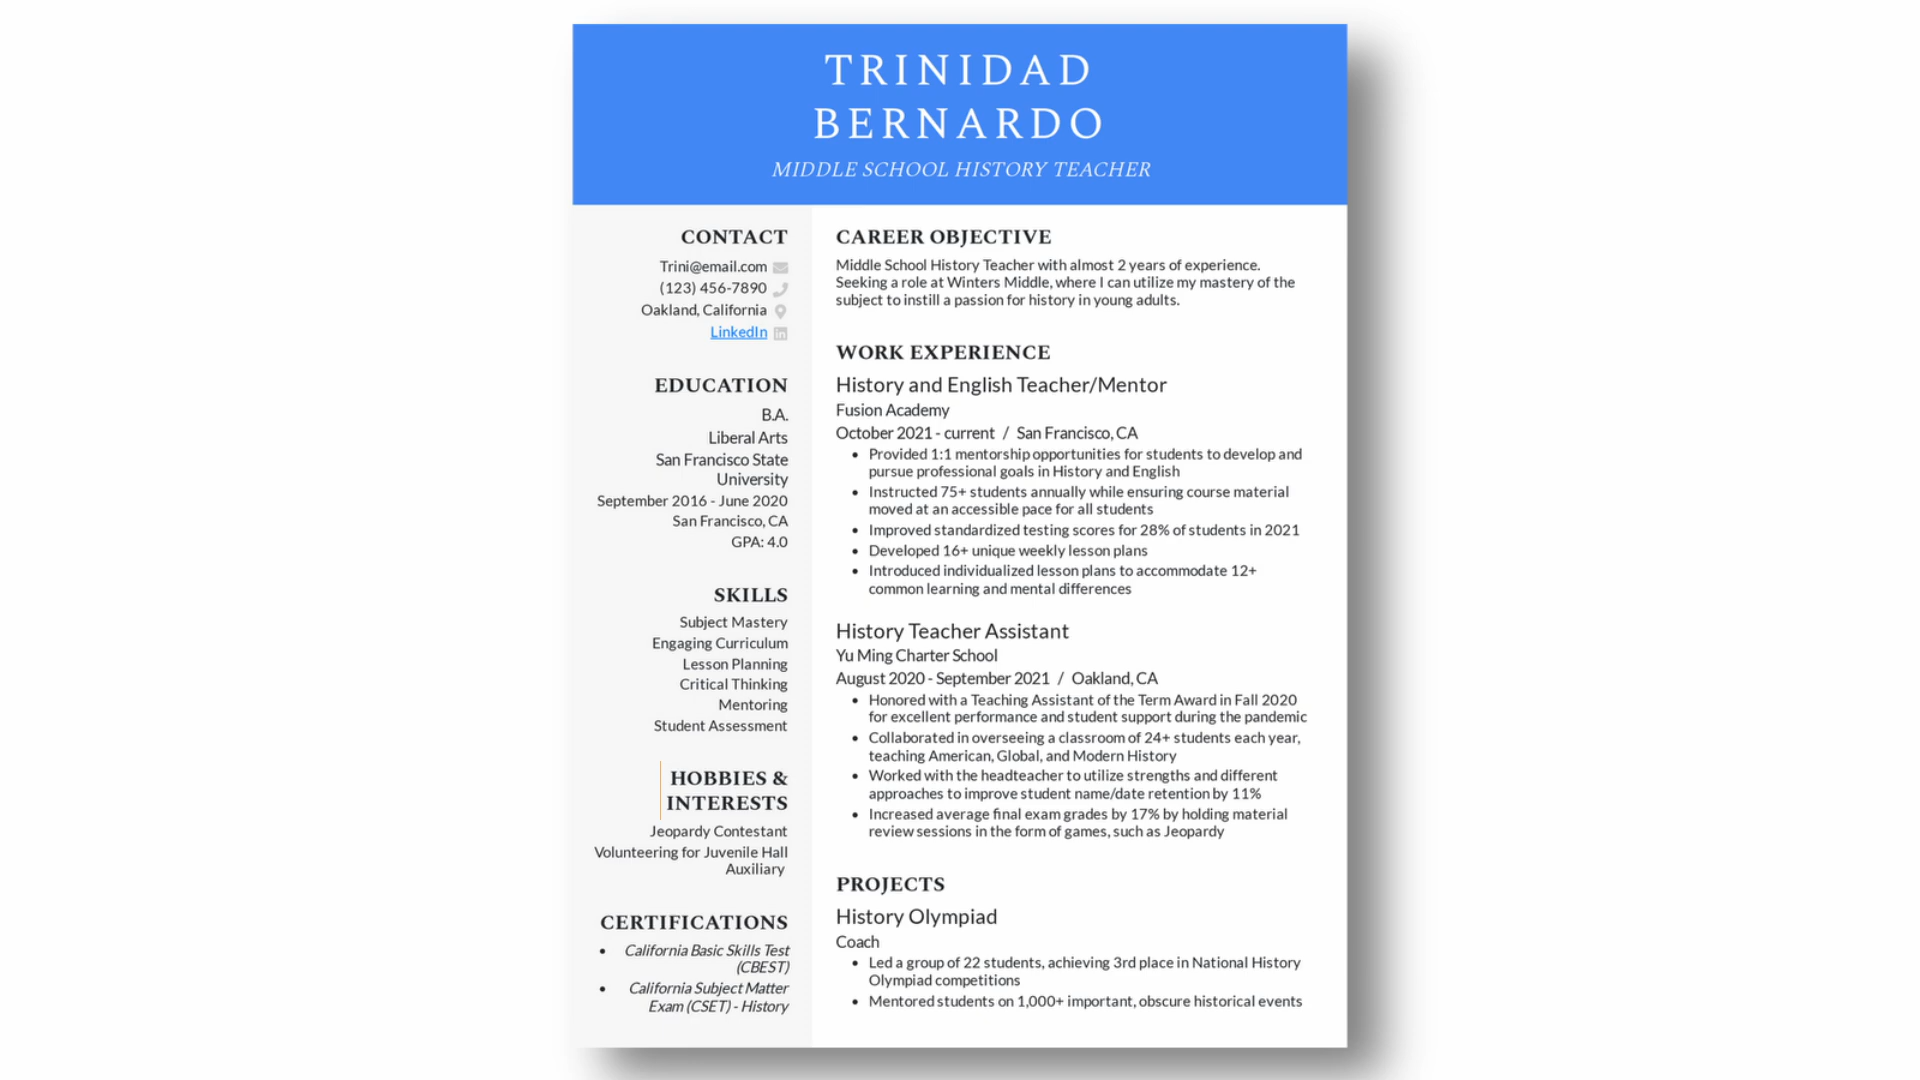 TRINIDAD
BERNARDO
MIDDLE SCHOOL HISTORY TEACHER
CONTACT
Trini@email.com
(123) 456-7890
Oakland, California
LinkedIn
EDUCATION
B.A.
Liberal Arts
San Francisco State
University
September 2016 - June 2020
San Francisco, CA
GPA: 4.0
SKILLS
Subject Mastery
Engaging Curriculum
Lesson Planning
Critical Thinking
Mentoring
Student Assessment
HOBBIES &
INTERESTS
Jeopardy Contestant
Volunteering for Juvenile Hall
Auxiliary
CERTIFICATIONS
• California Basic Skills Test
(CBEST)
• California Subject Matter
Exam (CSET) - History
CAREER OBJECTIVE
Middle School History Teacher with almost 2 years of experience.
Seeking a role at Winters Middle, where I can utilize my mastery of the
subject to instill a passion for history in young adults.
WORK EXPERIENCE
History and English Teacher/Mentor
Fusion Academy
October 2021 - current / San Francisco, CA
• Provided 1:1 mentorship opportunities for students to develop and
pursue professional goals in History and English
• Instructed 75+ students annually while ensuring course material
moved at an accessible pace for all students
• Improved standardized testing scores for 28% of students in 2021
• Developed 16+ unique weekly lesson plans
• Introduced individualized lesson plans to accommodate 12+
common learning and mental differences
History Teacher Assistant
Yu Ming Charter School
August 2020 - September 2021 / Oakland, CA
• Honored with a Teaching Assistant of the Term Award in Fall 2020
for excellent performance and student support during the pandemic
• Collaborated in overseeing a classroom of 24+ students each year,
teaching American, Global, and Modern History
• Worked with the headteacher to utilize strengths and different
approaches to improve student name/date retention by 11%
• Increased average final exam grades by 17% by holding material
review sessions in the form of games, such as Jeopardy
PROJECTS
History Olympiad
Coach
• Led a group of 22 students, achieving 3rd place in National History
Olympiad competitions
• Mentored students on 1,000+ important, obscure historical events